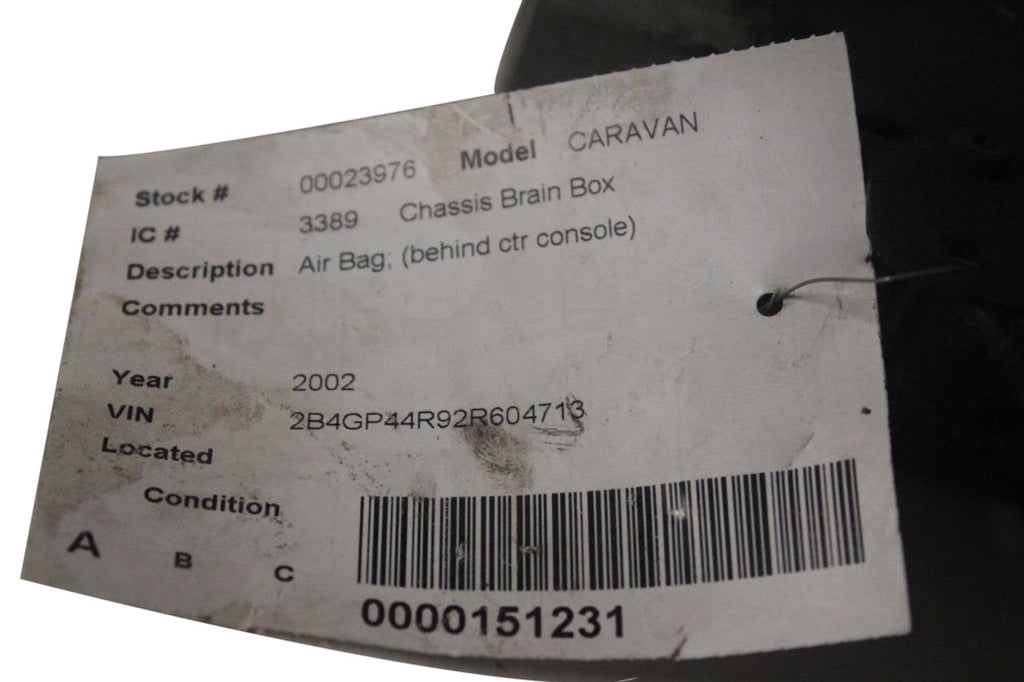 Stock # 00023976 Model CARAVAN
IC # 3389 Chassis Brain Box
Description Air Bag; (behind ctr console)
Comments
Year 2002
VIN 2B4GP44R92R604713
Located
Condition
A B C
0000151231